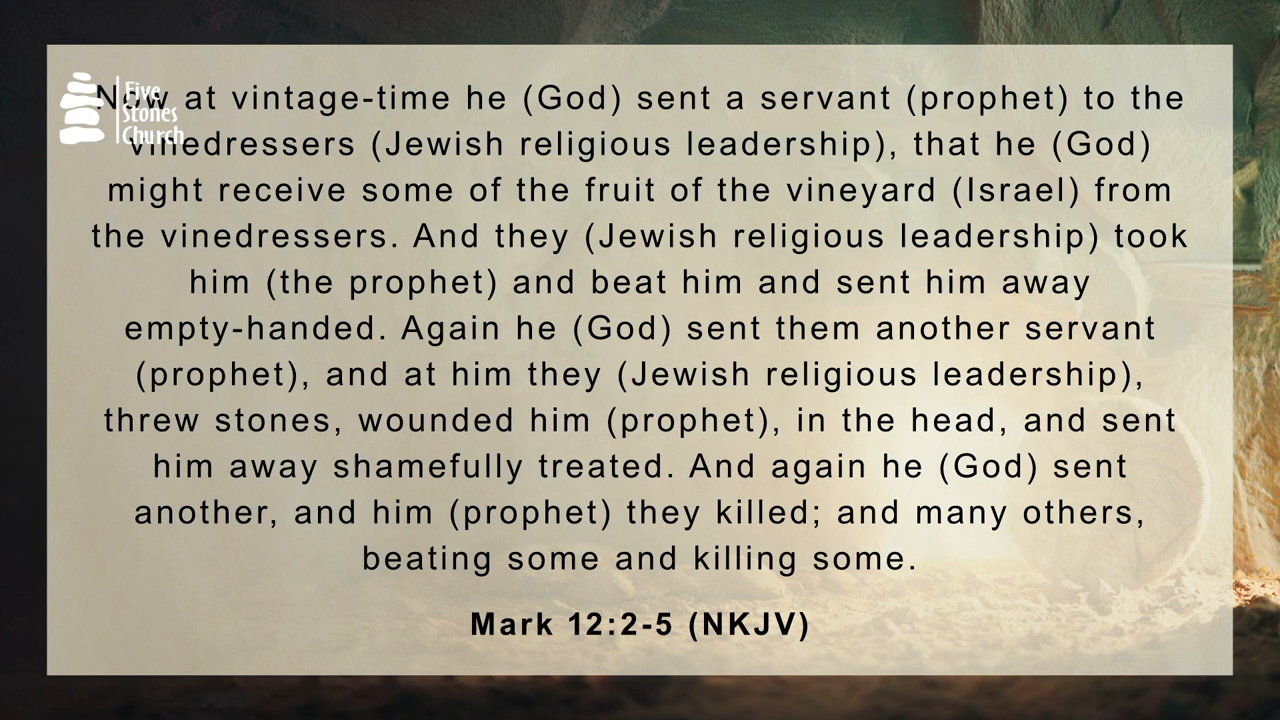 Five
Stones
Church
Now at vintage-time he (God) sent a servant (prophet) to the
vinedressers (Jewish religious leadership), that he (God)
might receive some of the fruit of the vineyard (Israel) from
the vinedressers. And they (Jewish religious leadership) took
him (the prophet) and beat him and sent him away
empty-handed. Again he (God) sent them another servant
(prophet), and at him they (Jewish religious leadership),
threw stones, wounded him (prophet), in the head, and sent
him away shamefully treated. And again he (God) sent
another, and him (prophet) they killed; and many others,
beating some and killing some.
Mark 12:2-5 (NKJV)